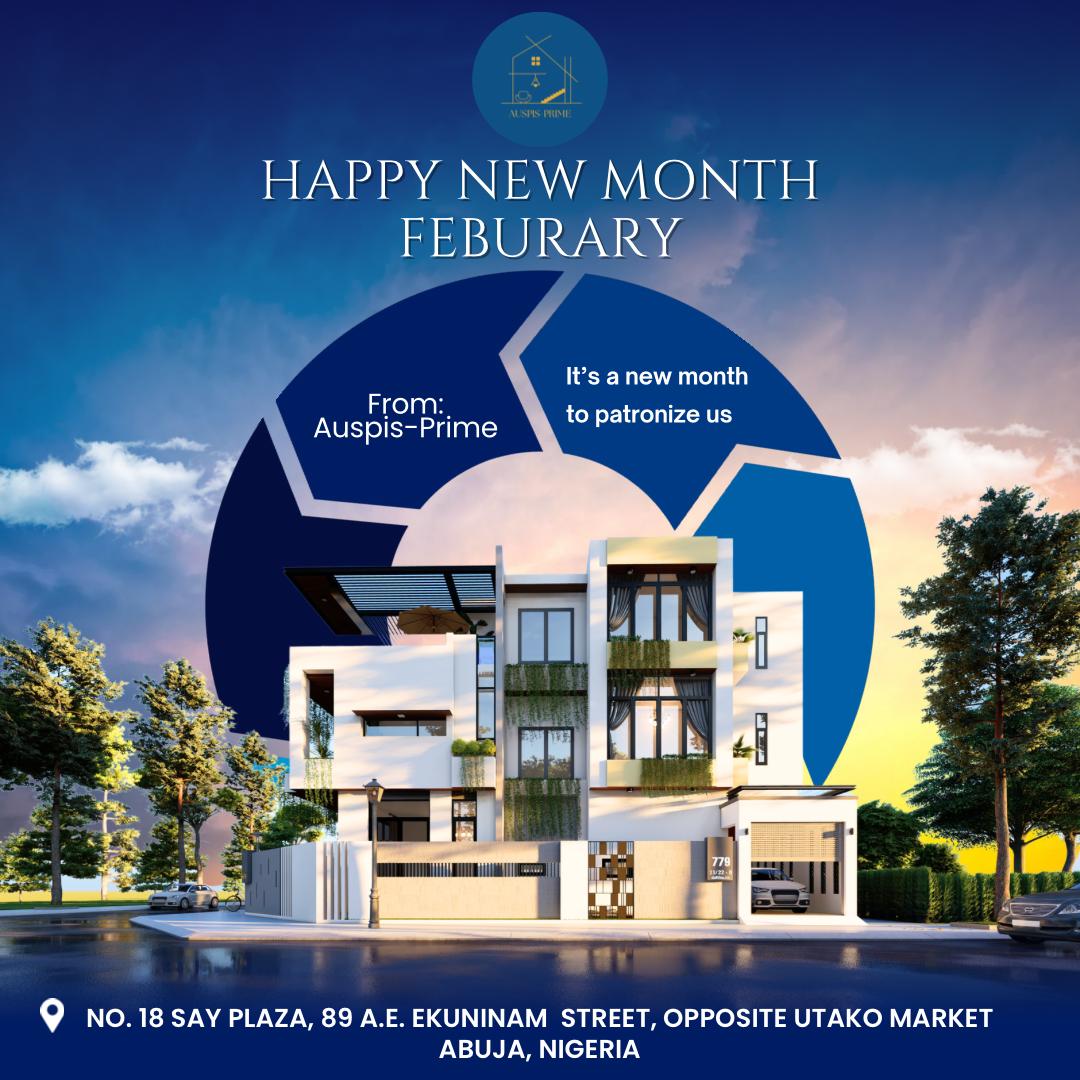 AUSPIS-PRIME
HAPPY NEW MONTH
FEBURARY
From:
Auspis-Prime
It's a new month
to patronize us
779
NO. 18 SAY PLAZA, 89 A.E. EKUNINAM STREET, OPPOSITE UTAKO MARKET
ABUJA, NIGERIA